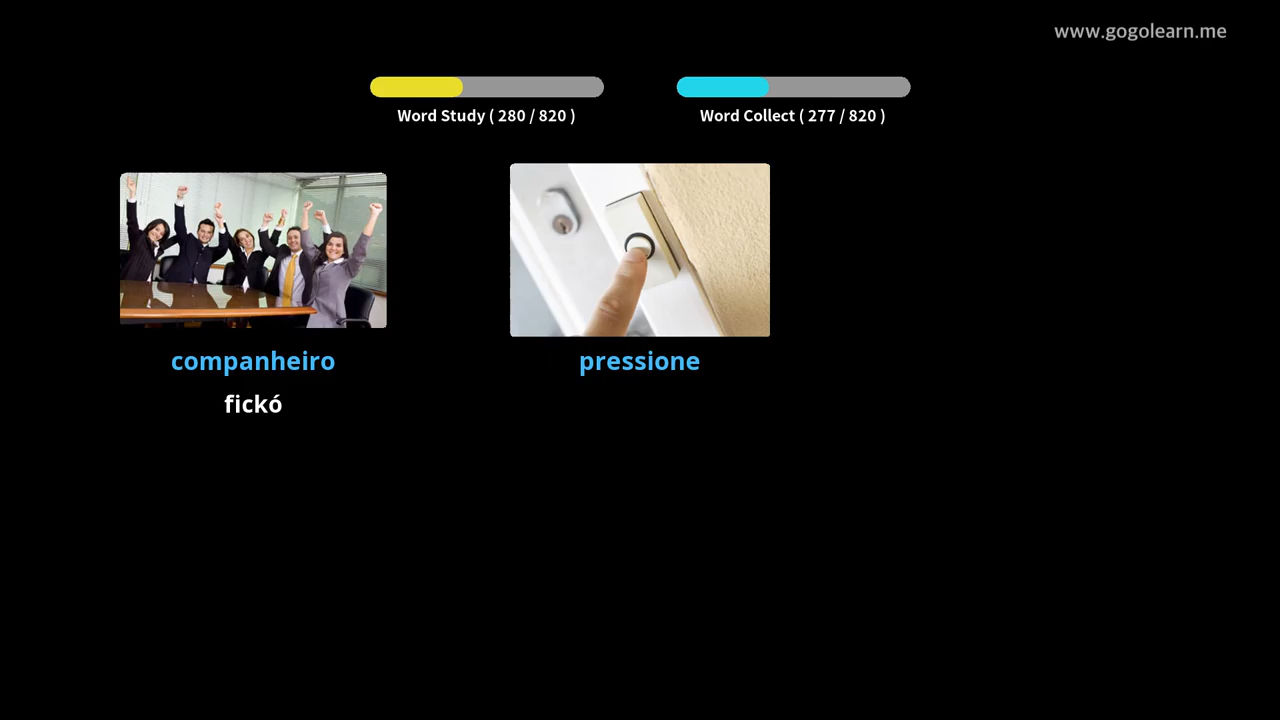 www.gogolearn.me
Word Study ( 280 / 820 )
Word Collect ( 277 / 820 )
companheiro
fickó
pressione